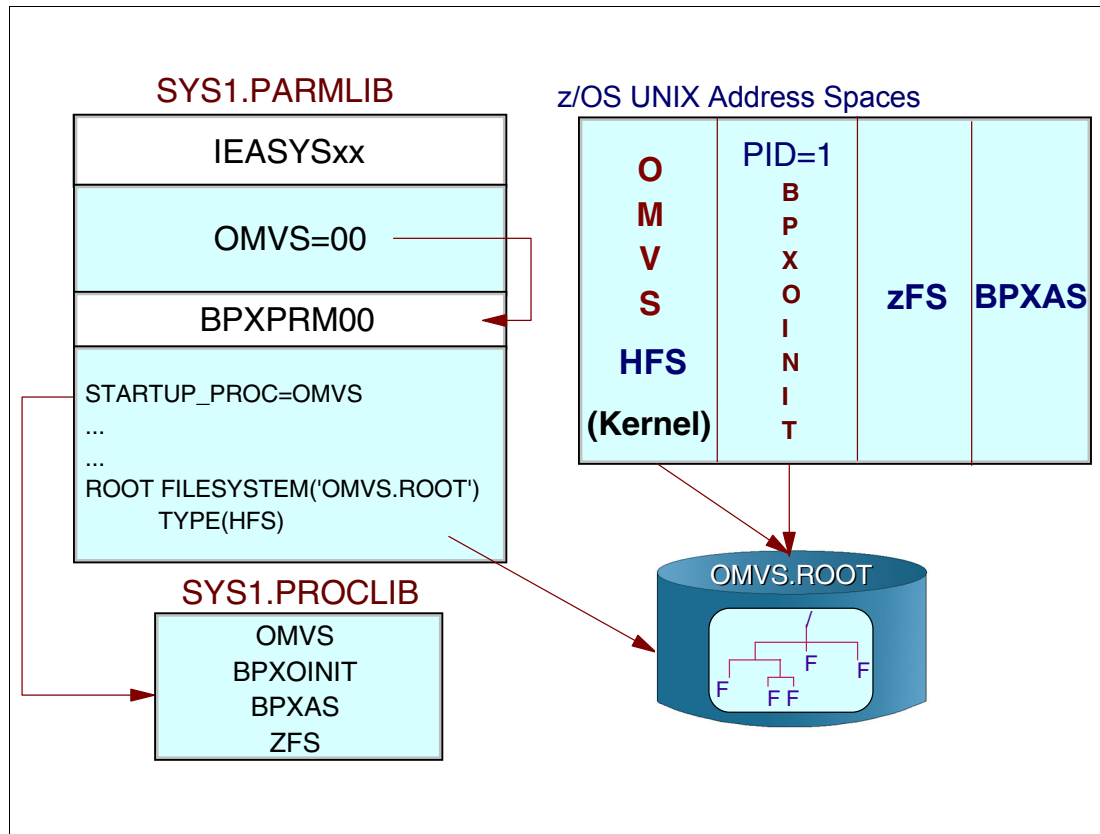 SYS1.PARMLIB
IEASYSxx
OMVS=00
BPXPRM00
STARTUP_PROC=OMVS
...
...
ROOT FILESYSTEM('OMVS.ROOT')
TYPE(HFS)
SYS1.PROCLIB
OMVS
BPXOINIT
BPXAS
ZFS
z/OS UNIX Address Spaces
O
M
V
S
HFS
(Kernel)
PID=1
B
P
X
O
I
N
I
T
zFS
BPXAS
OMVS.ROOT
/
F
F
F
F F